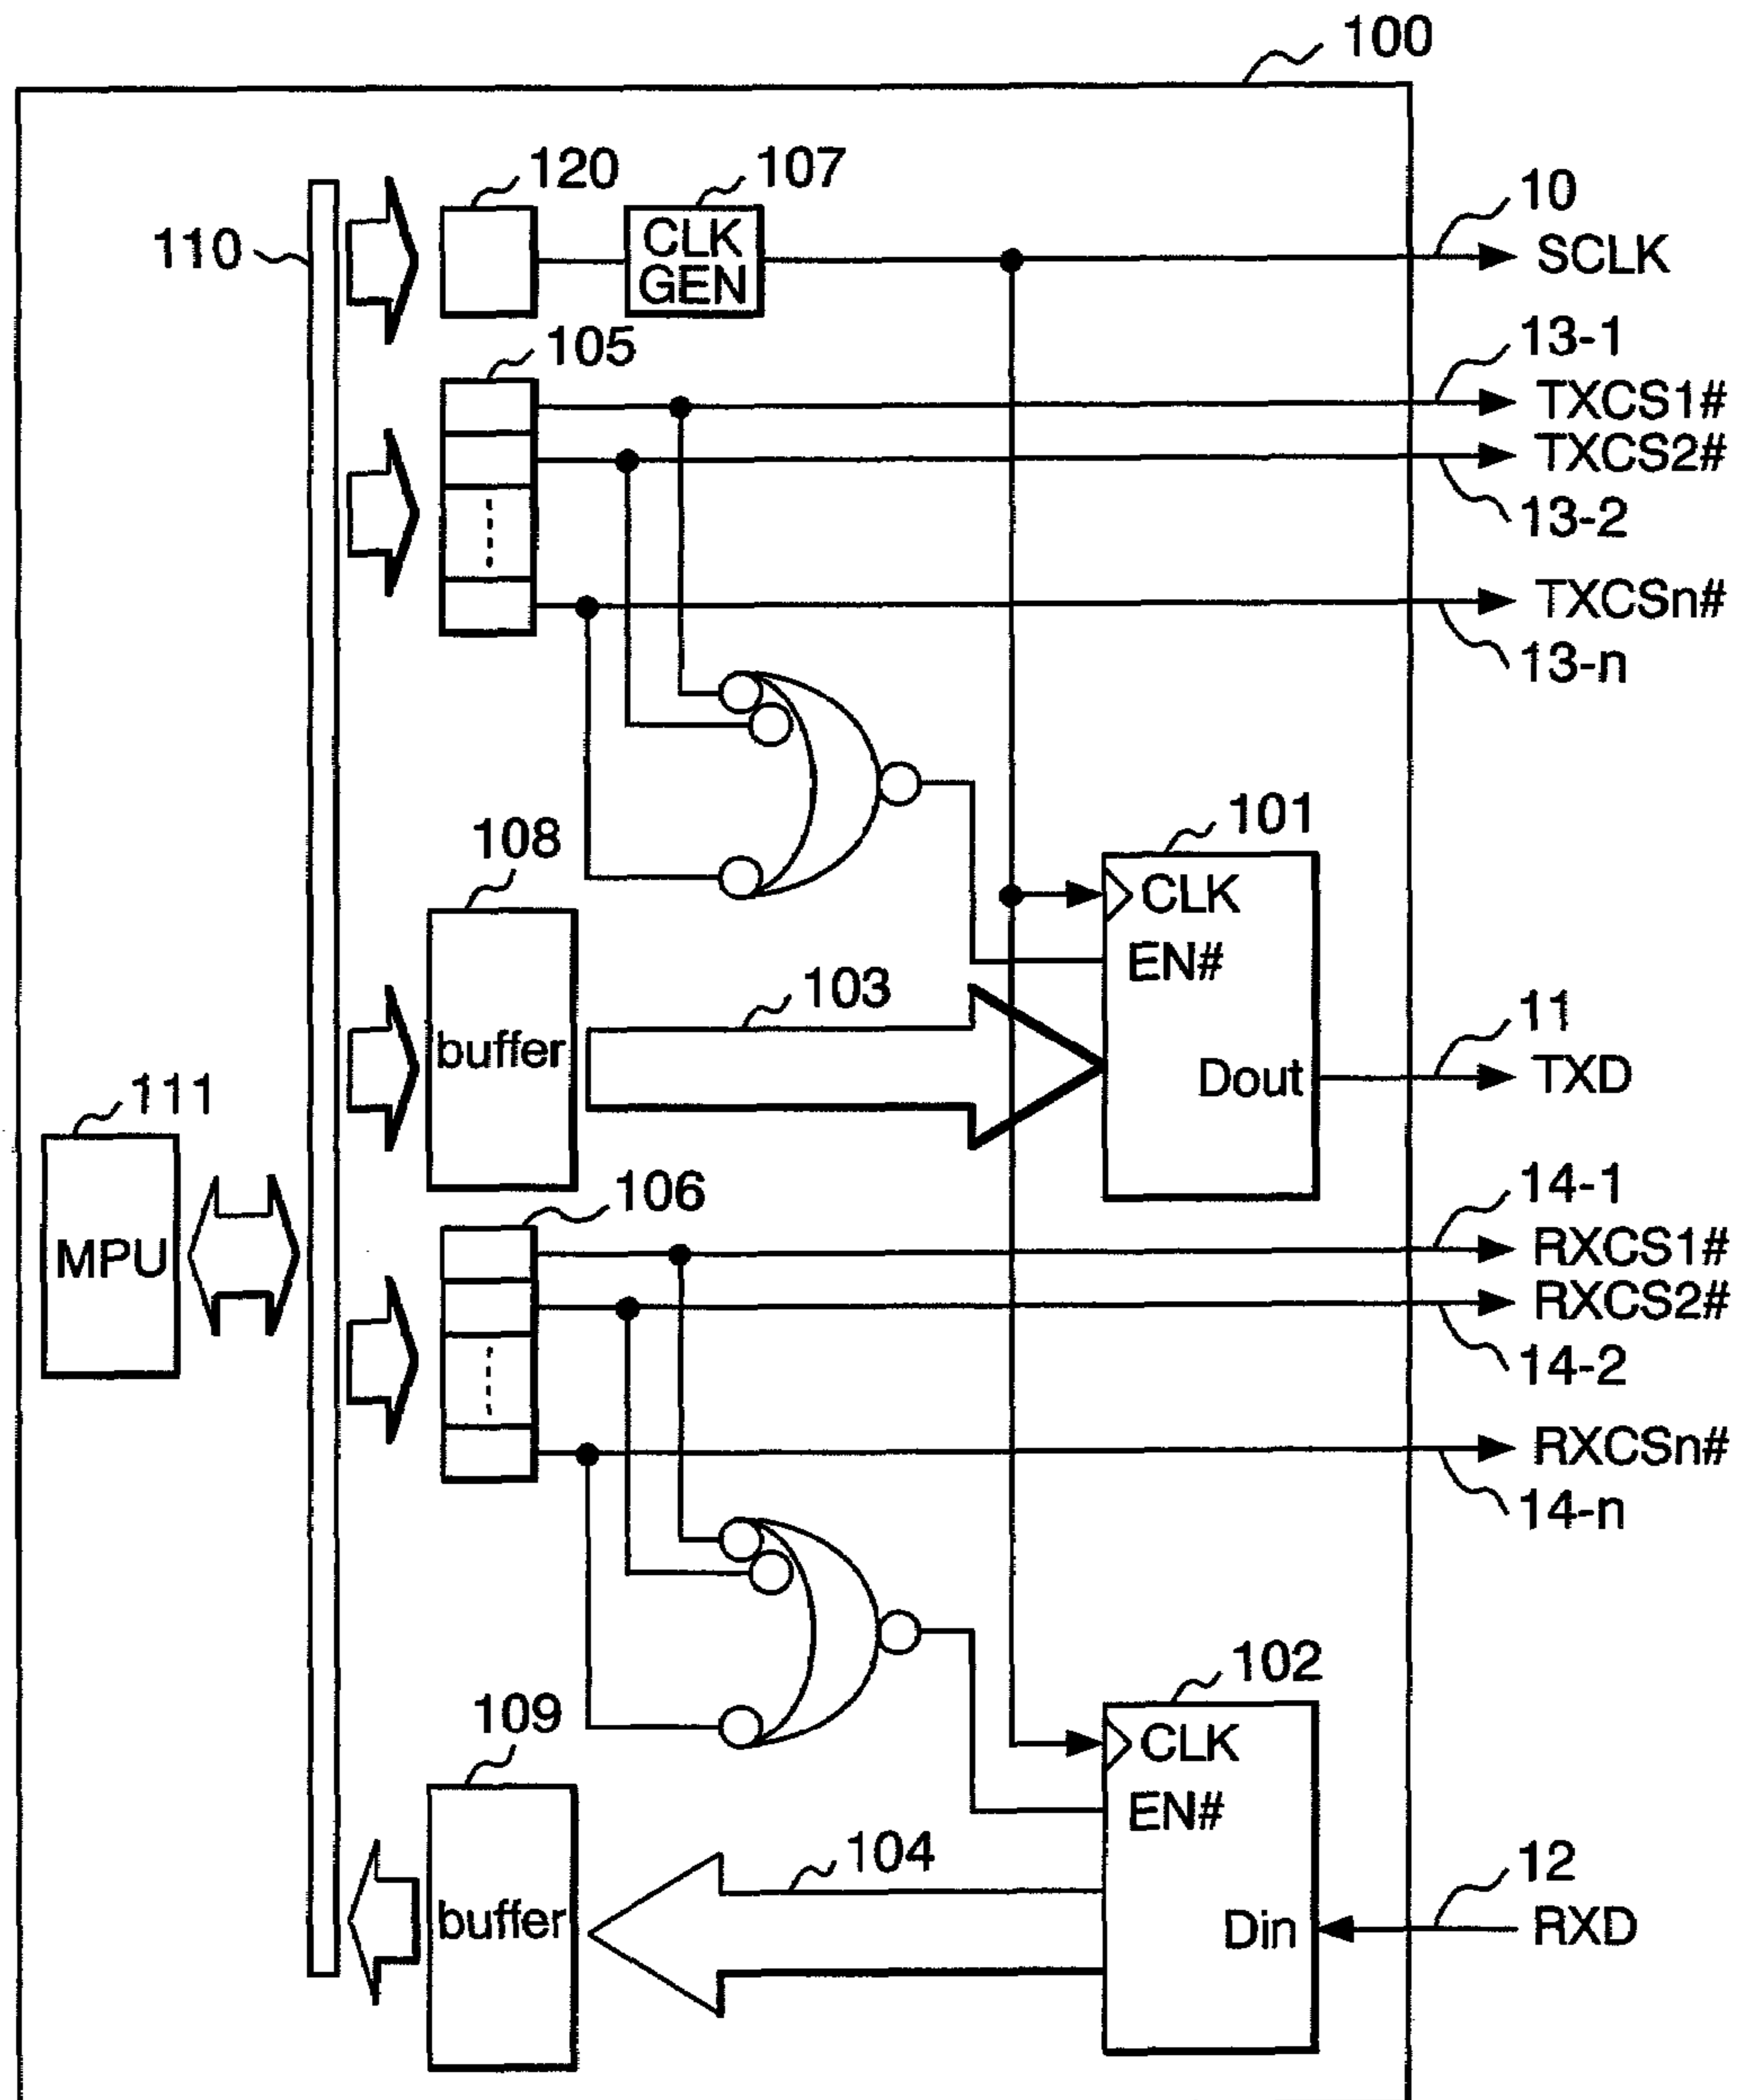 100
120
107
10
110
CLK
GEN
SCLK
13-1
105
TXCS1#
TXCS2#
13-2
TXCSn#
13-n
101
108
CLK
EN#
103
11
buffer
Dout
TXD
111
14-1
106
RXCS1#
MPU
RXCS2#
14-2
RXCSn#
14-n
102
109
CLK
EN#
104
12
buffer
Din
RXD